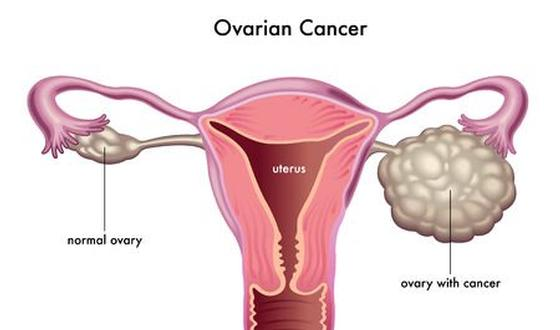 Ovarian Cancer
uterus
normal ovary
ovary with cancer